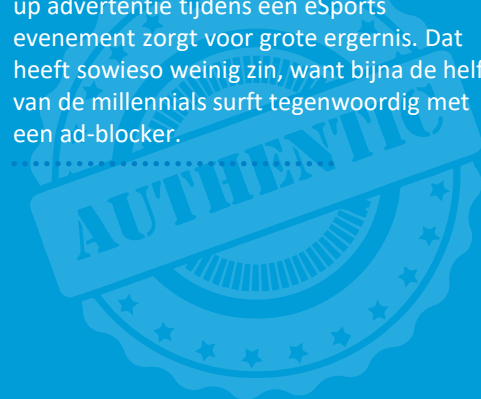 up advertentie tijdens een eSports
evenement zorgt voor grote ergernis. Dat
heeft sowieso weinig zin, want bijna de helf
van de millennials surft tegenwoordig met
een ad-blocker.
AUTHENTIC